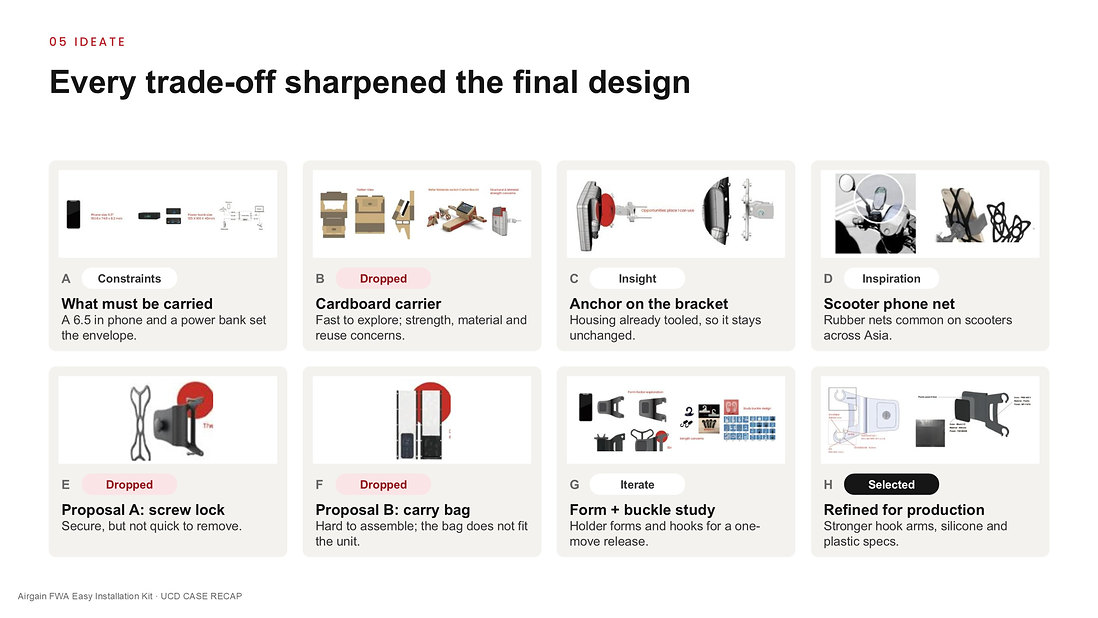 05 IDEATE
Every trade-off sharpened the final design
A Constraints
What must be carried
A 6.5 in phone and a power bank set
the envelope.
B Dropped
Cardboard carrier
Fast to explore; strength, material and
reuse concerns.
Opportunities place I can use
C Insight
Anchor on the bracket
Housing already tooled, so it stays
unchanged.
D Inspiration
Scooter phone net
Rubber nets common on scooters
across Asia.
The
E Dropped
Proposal A: screw lock
Secure, but not quick to remove.
F Dropped
Proposal B: carry bag
Hard to assemble; the bag does not fit
the unit.
G Iterate
Form + buckle study
Holder forms and hooks for a one-
move release.
H Selected
Refined for production
Stronger hook arms, silicone and
plastic specs.
Airgain FWA Easy Installation Kit · UCD CASE RECAP